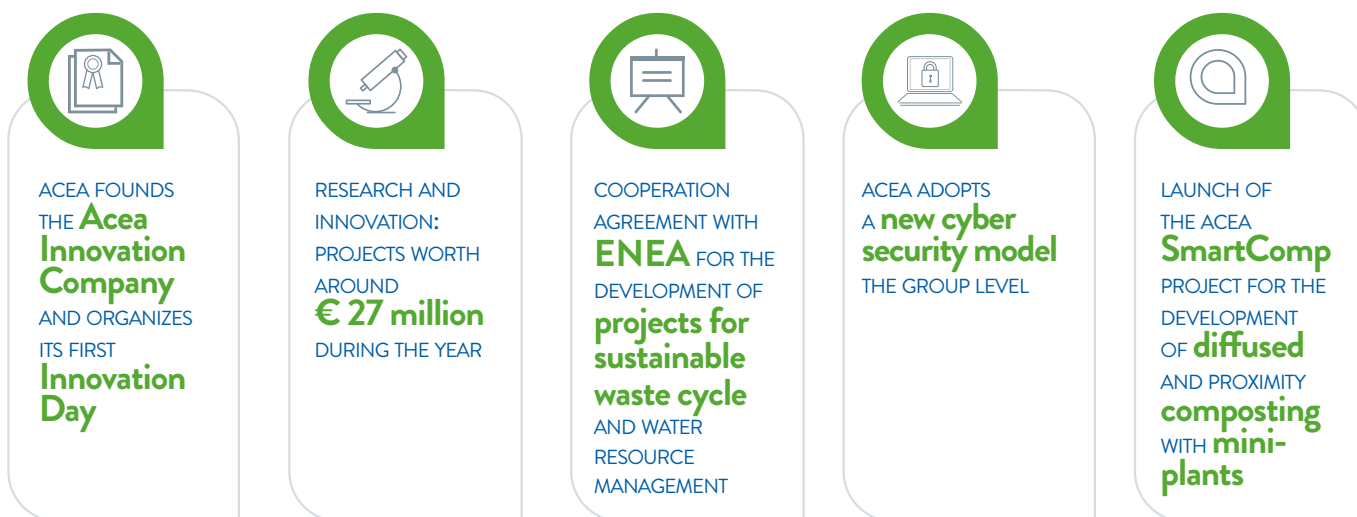 ACEA FOUNDS
THE Acea
Innovation
Company
AND ORGANIZES
ITS FIRST
Innovation
Day
RESEARCH AND
INNOVATION:
PROJECTS WORTH
AROUND
€ 27 million
DURING THE YEAR
COOPERATION
AGREEMENT WITH
ENEA FOR THE
DEVELOPMENT OF
projects for
sustainable
waste cycle
AND WATER
RESOURCE
MANAGEMENT
ACEA ADOPTS
A new cyber
security model
THE GROUP LEVEL
LAUNCH OF
THE ACEA
SmartComp
PROJECT FOR THE
DEVELOPMENT
OF diffused
AND PROXIMITY
composting
WITH mini-
plants